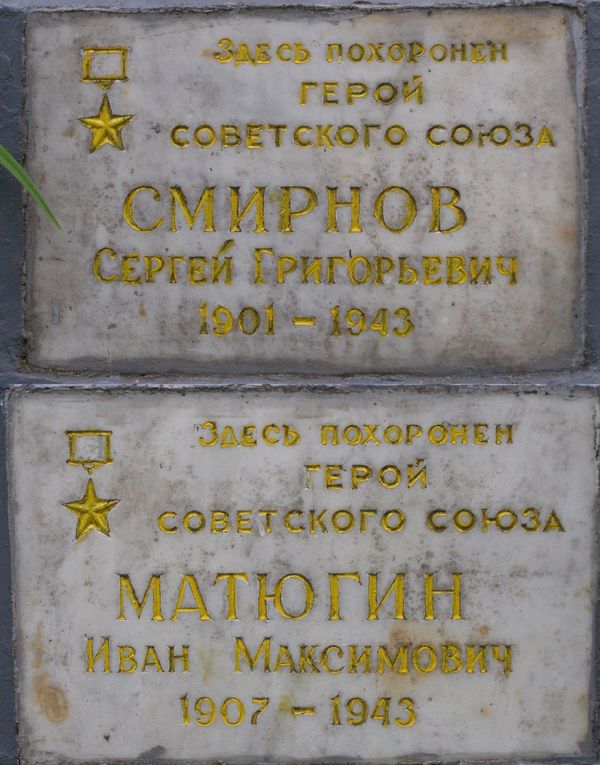 Здесь похоронен
ГЕРОЙ
СОВЕТСКОГО СОЮЗА
СМИРНОВ
Сергей Григорьевич
1901 – 1943
Здесь похоронен
ГЕРОЙ
СОВЕТСКОГО СОЮЗА
МАТЮГИН
Иван Максимович
1907 – 1943